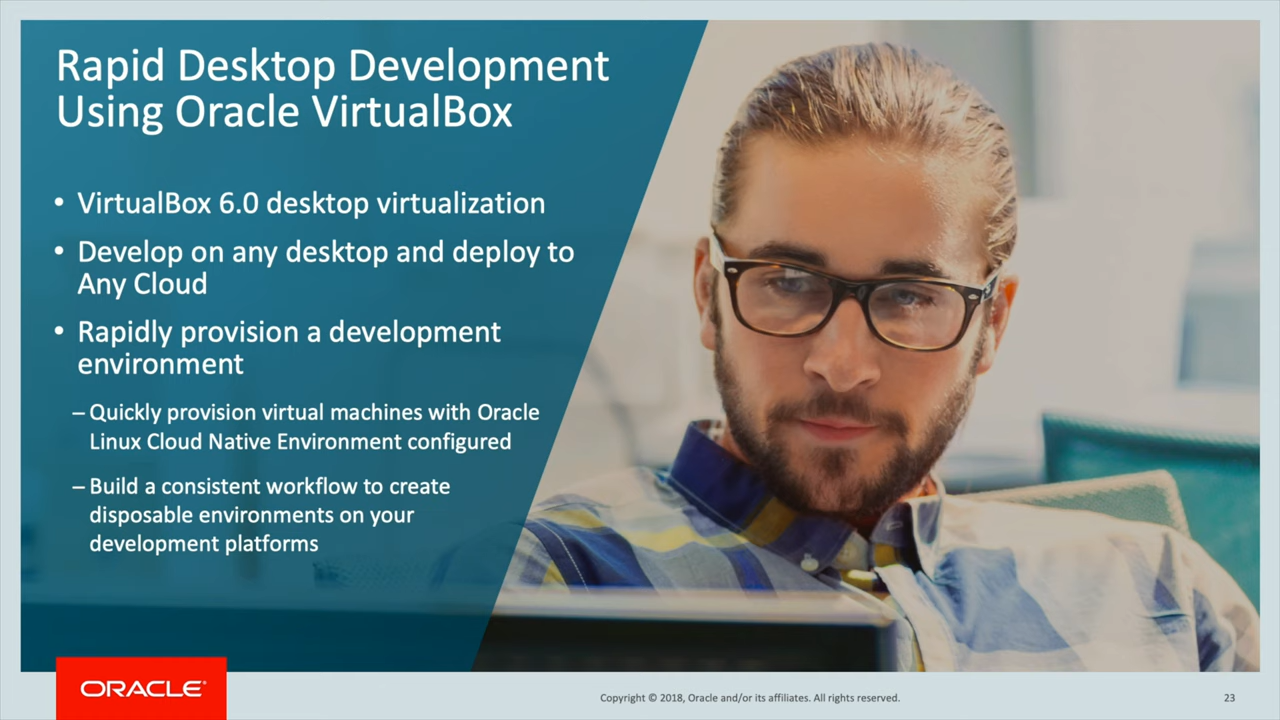 Rapid Desktop Development
Using Oracle VirtualBox
• VirtualBox 6.0 desktop virtualization
• Develop on any desktop and deploy to
Any Cloud
• Rapidly provision a development
environment
– Quickly provision virtual machines with Oracle
Linux Cloud Native Environment configured
– Build a consistent workflow to create
disposable environments on your
development platforms
ORACLE®
Copyright © 2018, Oracle and/or its affiliates. All rights reserved.
23